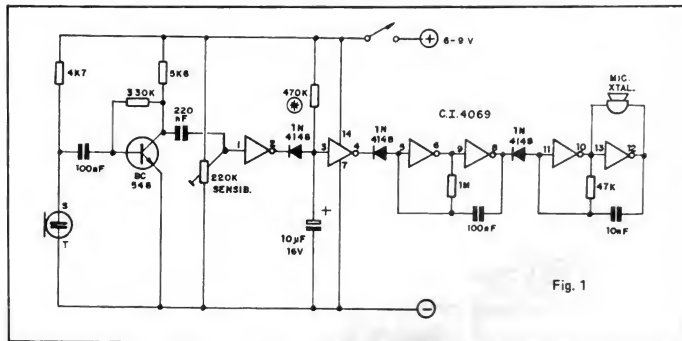 6-9 V
4K7
5K6
330K
220
nF
470K
*
C.I.4069
MIC.
XTAL.
100nF
BC
548
1
2
1N
4148
220K
SENSIB.
14
3
4
7
1N
4148
5
6
9
8
1N
4148
11
10
13
12
1M
47K
+
10µF
16V
100nF
10nF
S
T
Fig. 1